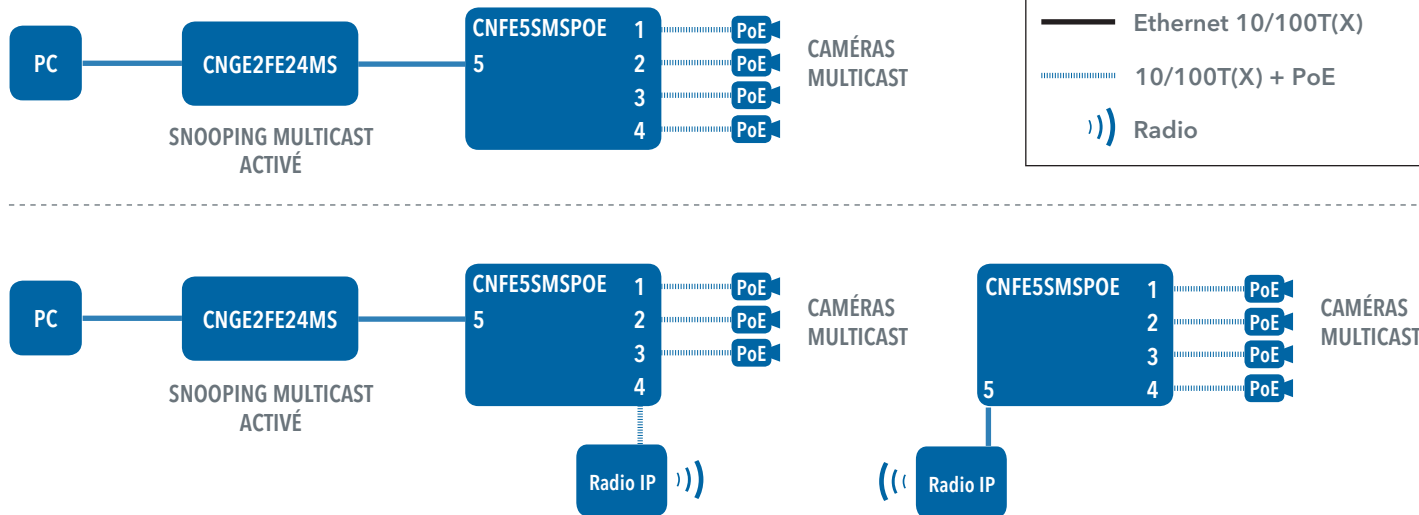 PC
CNGE2FE24MS
SNOOPING MULTICAST
ACTIVÉ
CNFE5SMSPOE
5
1
2
3
4
PoE
PoE
PoE
PoE
CAMÉRAS
MULTICAST
Ethernet 10/100T(X)
10/100T(X) + PoE
Radio
PC
CNGE2FE24MS
SNOOPING MULTICAST
ACTIVÉ
CNFE5SMSPOE
5
1
2
3
4
PoE
PoE
PoE
CAMÉRAS
MULTICAST
Radio IP
CNFE5SMSPOE
1
2
3
4
5
PoE
PoE
PoE
PoE
CAMÉRAS
MULTICAST
Radio IP